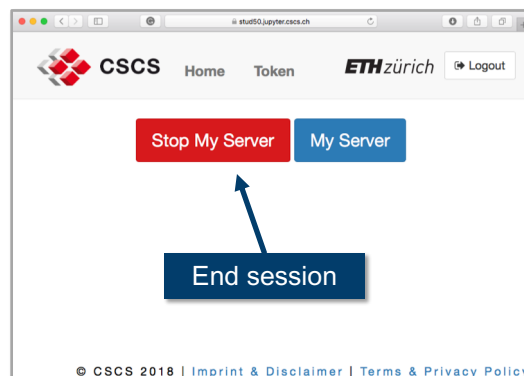 stud50.jupyter.cscs.ch
CSCS Home Token ETHzürich Logout
Stop My Server My Server
End session
© CSCS 2018 | Imprint & Disclaimer | Terms & Privacy Policy